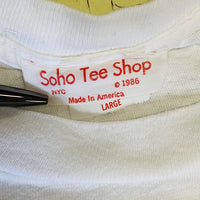 Soho Tee Shop
NYC © 1986
Made In America
LARGE